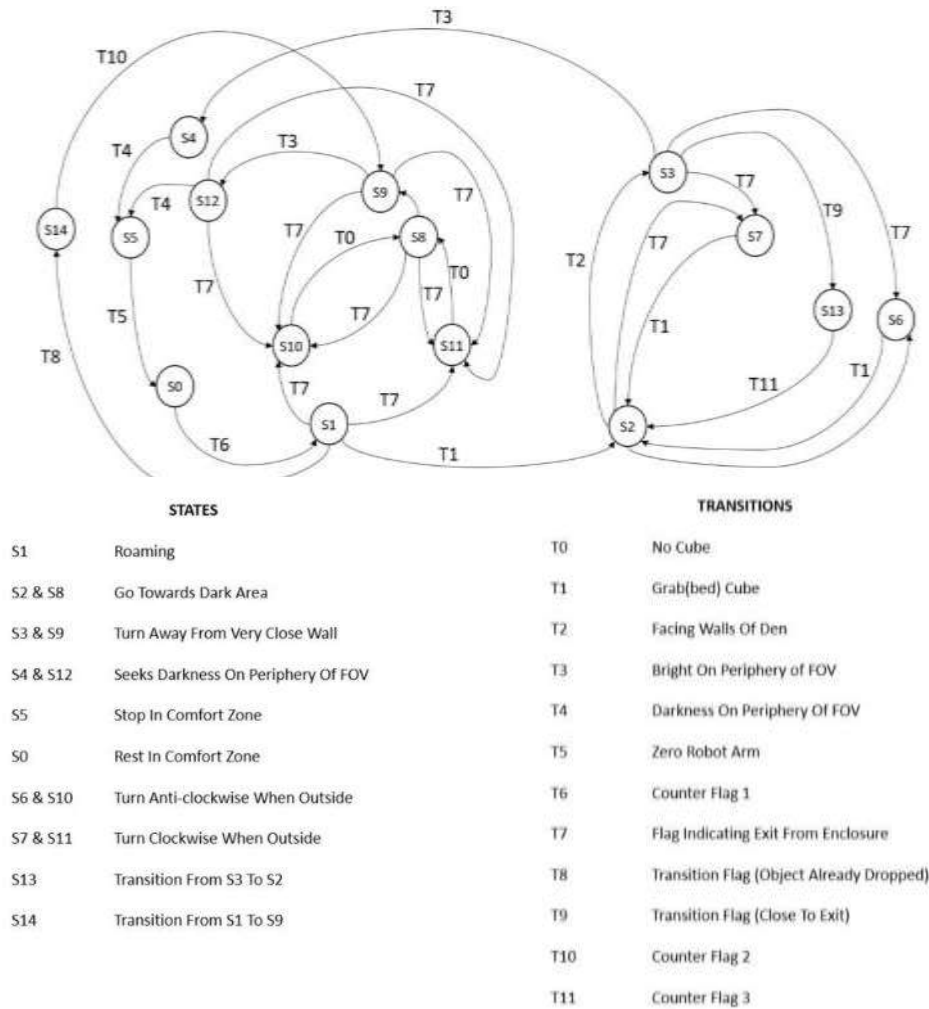 T3
T10
T7
S4
T4
T3
S12
T4
S9
S3
S14
S5
T7
T7
T9
S8
S7
T0
T7
T7
T2
T0
T7
T7
T5
S13
S6
S10
S11
T1
T8
S0
T1
T11
T7
T7
S1
S2
T6
T1
STATES
S1 Roaming
S2 & S8 Go Towards Dark Area
S3 & S9 Turn Away From Very Close Wall
S4 & S12 Seeks Darkness On Periphery Of FOV
S5 Stop In Comfort Zone
S0 Rest In Comfort Zone
S6 & S10 Turn Anti-clockwise When Outside
S7 & S11 Turn Clockwise When Outside
S13 Transition From S3 To S2
S14 Transition From S1 To S9
TRANSITIONS
T0 No Cube
T1 Grab(bed) Cube
T2 Facing Walls Of Den
T3 Bright On Periphery of FOV
T4 Darkness On Periphery Of FOV
T5 Zero Robot Arm
T6 Counter Flag 1
T7 Flag Indicating Exit From Enclosure
T8 Transition Flag (Object Already Dropped)
T9 Transition Flag (Close To Exit)
T10 Counter Flag 2
T11 Counter Flag 3